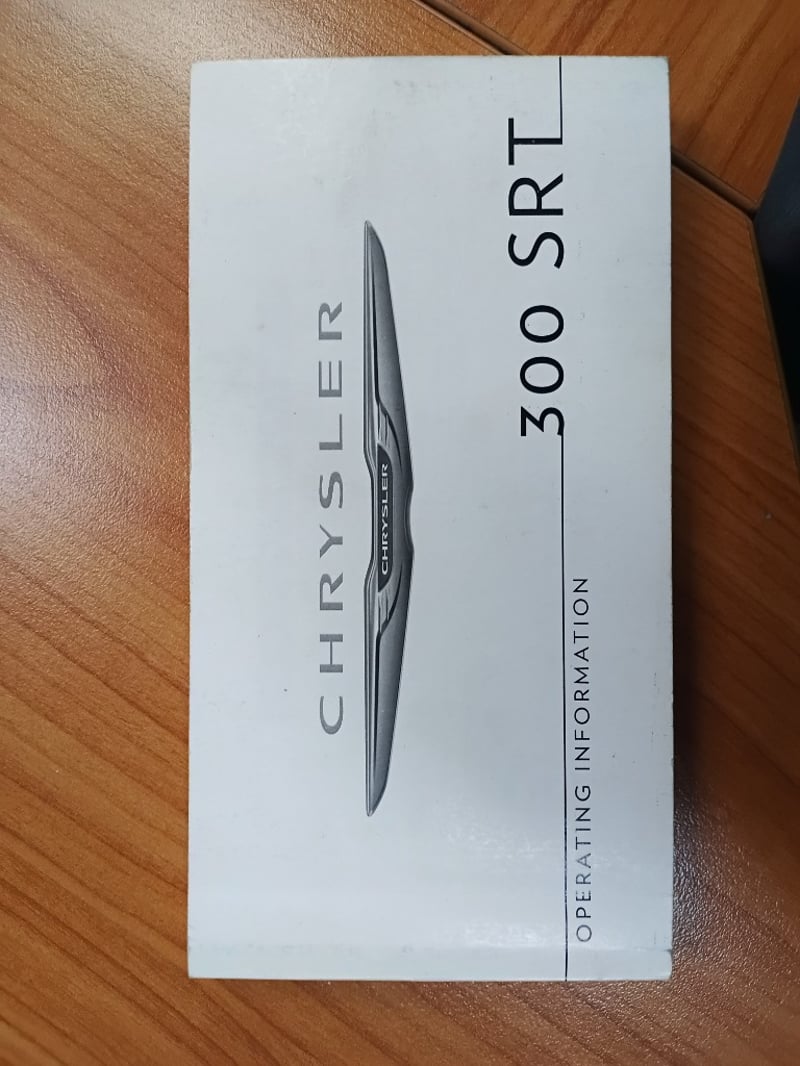 CHRYSLER
CHRYSLER
300 SRT
OPERATING INFORMATION